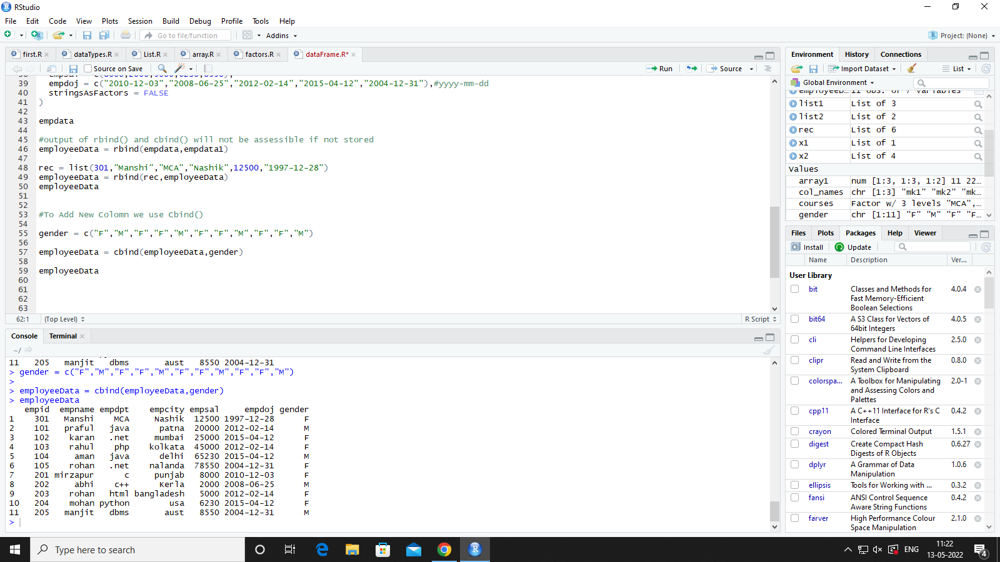 RStudio
File Edit Code View Plots Session Build Debug Profile Tools Help
Go to file/function Addins Project: (None)
first.R dataTypes.R List.R array.R factors.R dataFrame.R*
Source on Save Run Source
39 empdoj = c("2010-12-03","2008-06-25","2012-02-14","2015-04-12","2004-12-31"),#yyyy-mm-dd
40 stringsAsFactors = FALSE
41 )
42
43 empdata
44
45 #output of rbind() and cbind() will not be assessible if not stored
46 employeeData = rbind(empdata,empdata1)
47
48 rec = list(301,"Manshi","MCA","Nashik",12500,"1997-12-28")
49 employeeData = rbind(rec,employeeData)
50 employeeData
51
52
53 #To Add New Colomn we use Cbind()
54
55 gender = c("F","M","F","F","M","F","F","M","F","F","M")
56
57 employeeData = cbind(employeeData,gender)
58
59 employeeData
60
61
62
63
62:1 (Top Level) R Script
Console Terminal
~/
11 205 manjit dbms aust 8550 2004-12-31
> gender = c("F","M","F","F","M","F","F","M","F","F","M")
>
> employeeData = cbind(employeeData,gender)
> employeeData
empid empname empdpt empcity empsal empdoj gender
1 301 Manshi MCA Nashik 12500 1997-12-28 F
2 101 praful java patna 20000 2012-02-14 M
3 102 karan .net mumbai 25000 2015-04-12 F
4 103 rahul php kolkata 45000 2012-02-14 F
5 104 aman java delhi 65230 2015-04-12 M
6 105 rohan .net nalanda 78550 2004-12-31 F
7 201 mirzapur c punjab 8000 2010-12-03 F
8 202 abhi c++ Kerla 2000 2008-06-25 M
9 203 rohan html bangladesh 5000 2012-02-14 F
10 204 mohan python usa 6230 2015-04-12 F
11 205 manjit dbms aust 8550 2004-12-31 M
>
Environment History Connections
Import Dataset List
Global Environment
list1 List of 3
list2 List of 2
rec List of 6
x1 List of 1
x2 List of 4
Values
array1 num [1:3, 1:3, 1:2] 11 22…
col_names chr [1:3] "mk1" "mk2" "mk…
courses Factor w/ 3 levels "MCA",…
gender chr [1:11] "F" "M" "F" "F…
Files Plots Packages Help Viewer
Install Update
Name Description Ver...
User Library
bit Classes and Methods for 4.0.4
Fast Memory-Efficient
Boolean Selections
bit64 A S3 Class for Vectors of 4.0.5
64bit Integers
cli Helpers for Developing 2.5.0
Command Line Interfaces
clipr Read and Write from the 0.8.0
System Clipboard
colorspa... A Toolbox for Manipulating 2.0-1
and Assessing Colors and
Palettes
cpp11 A C++11 Interface for R's C 0.4.2
Interface
crayon Colored Terminal Output 1.5.1
digest Create Compact Hash 0.6.27
Digests of R Objects
dplyr A Grammar of Data 1.0.6
Manipulation
ellipsis Tools for Working with ... 0.3.2
fansi ANSI Control Sequence 0.4.2
Aware String Functions
farver High Performance Colour 2.1.0
Space Manipulation
Type here to search
ENG 11:22
13-05-2022
4